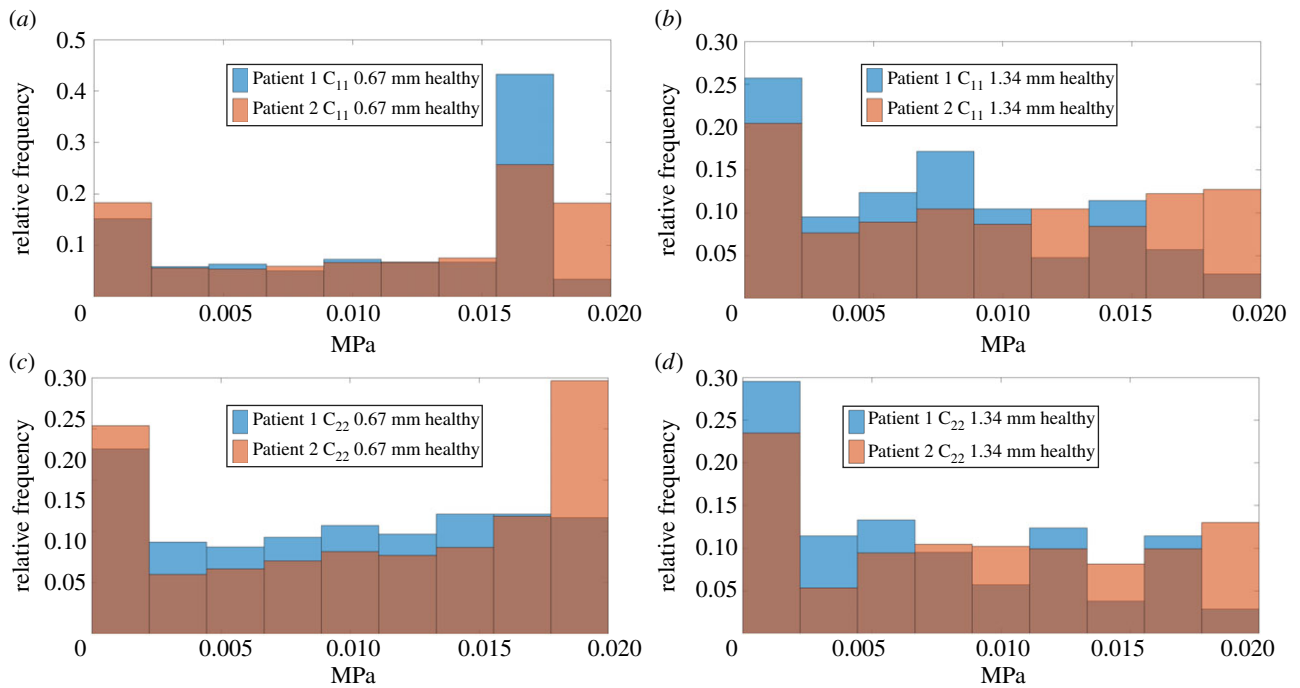 (a)
0.5
0.4
0.3
0.2
0.1
relative frequency
Patient 1 C₁₁ 0.67 mm healthy
Patient 2 C₁₁ 0.67 mm healthy
0 0.005 0.010 0.015 0.020
MPa
(b)
0.30
0.25
0.20
0.15
0.10
0.05
relative frequency
Patient 1 C₁₁ 1.34 mm healthy
Patient 2 C₁₁ 1.34 mm healthy
0 0.005 0.010 0.015 0.020
MPa
(c)
0.30
0.25
0.20
0.15
0.10
0.05
relative frequency
Patient 1 C₂₂ 0.67 mm healthy
Patient 2 C₂₂ 0.67 mm healthy
0 0.005 0.010 0.015 0.020
MPa
(d)
0.30
0.25
0.20
0.15
0.10
0.05
relative frequency
Patient 1 C₂₂ 1.34 mm healthy
Patient 2 C₂₂ 1.34 mm healthy
0 0.005 0.010 0.015 0.020
MPa